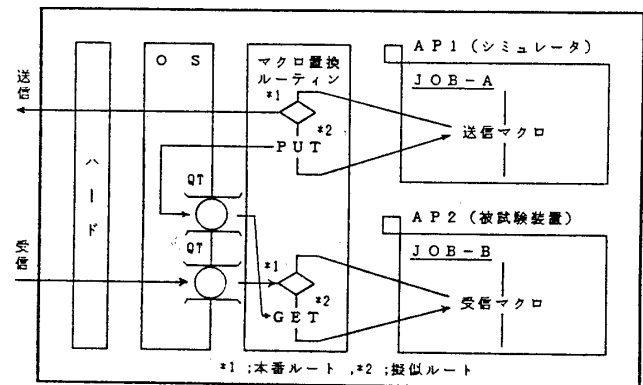 送信
受信
ハード
OS
QT
QT
マクロ置換
ルーティン
*1
*2
PUT
*1
*2
GET
AP1(シミュレータ)
JOB-A
送信マクロ
AP2(被試験装置)
JOB-B
受信マクロ
*1;本番ルート,*2;擬似ルート